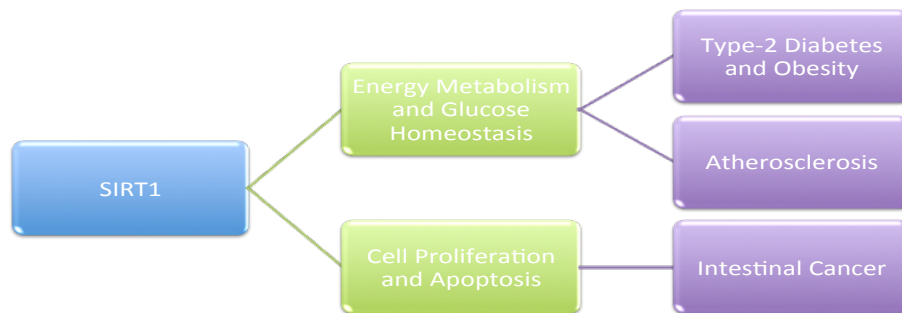 SIRT1
Energy Metabolism
and Glucose
Homeostasis
Type-2 Diabetes
and Obesity
Atherosclerosis
Cell Proliferation
and Apoptosis
Intestinal Cancer